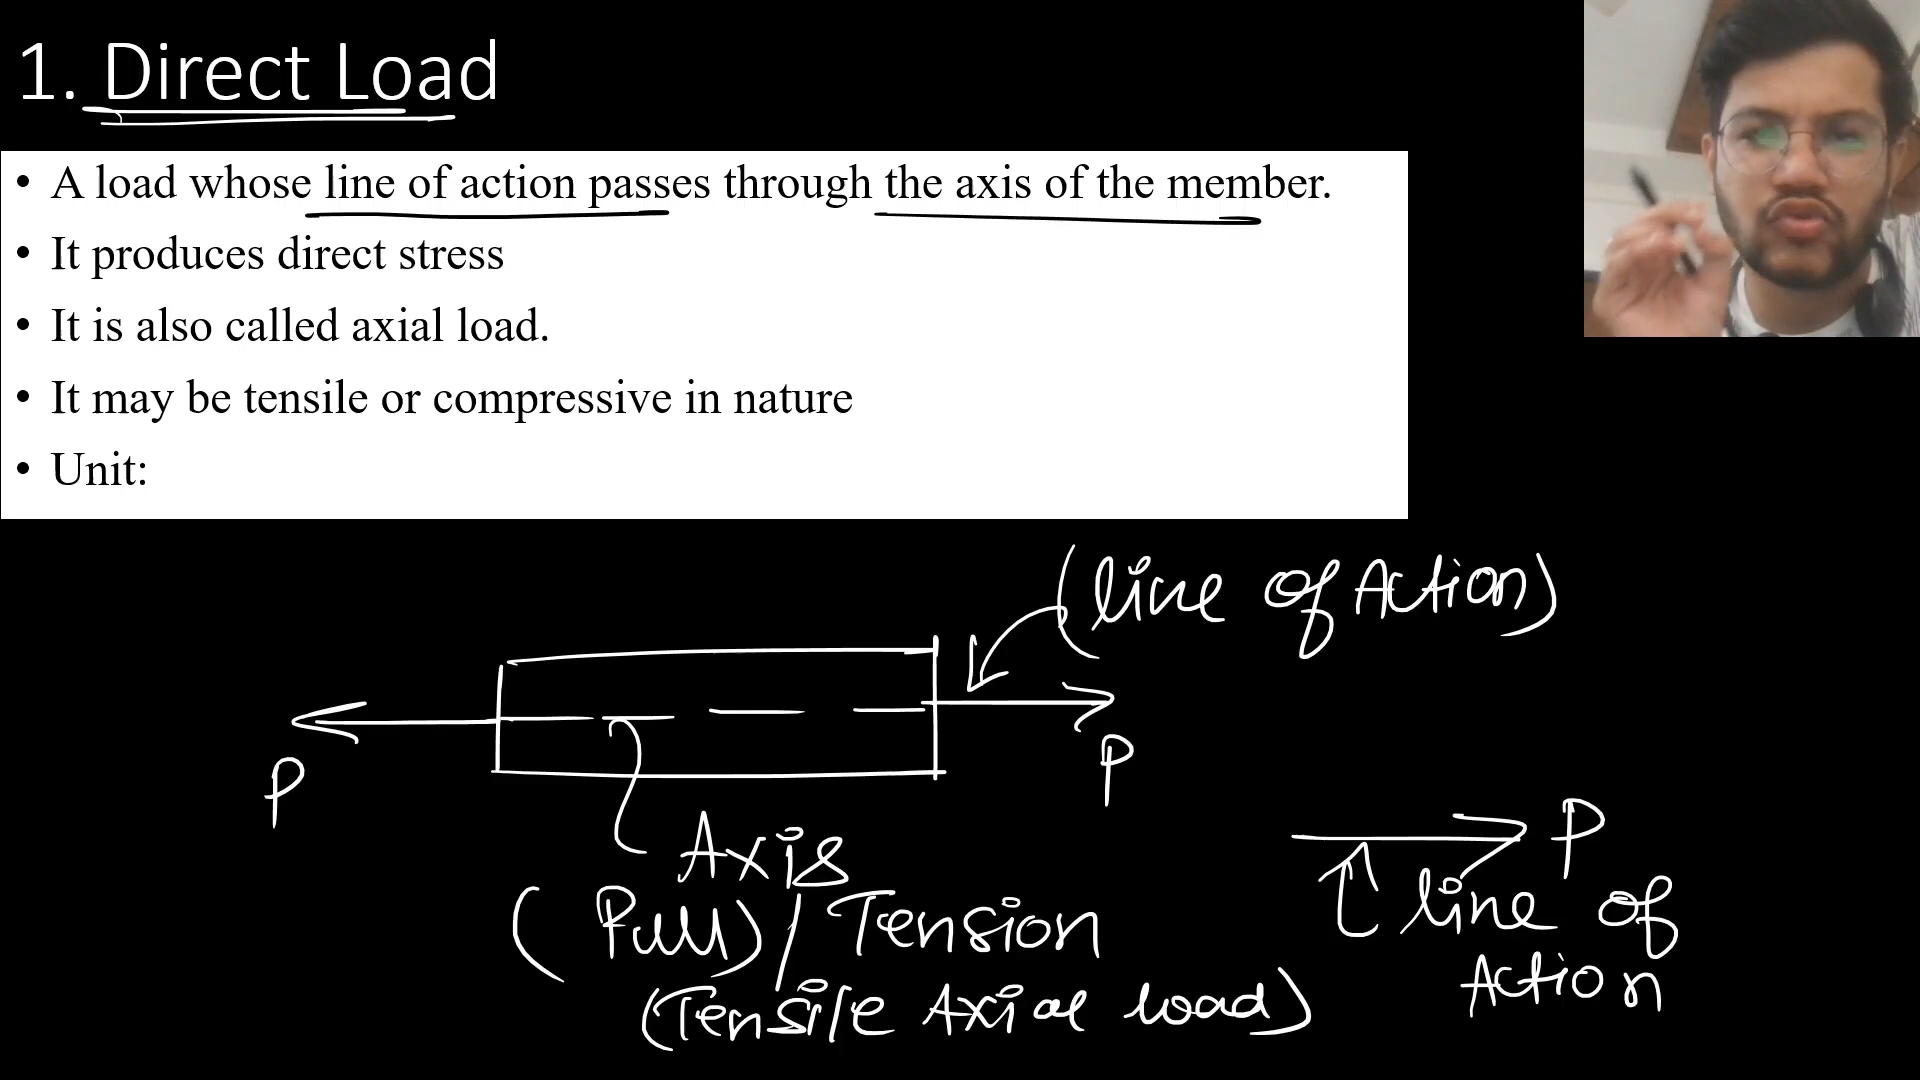 1. Direct Load
• A load whose line of action passes through the axis of the member.
• It produces direct stress
• It is also called axial load.
• It may be tensile or compressive in nature
• Unit:
(line of Action)
P
P
Axis
P
line of
Action
(Pull) / Tension
(Tensile Axial load)